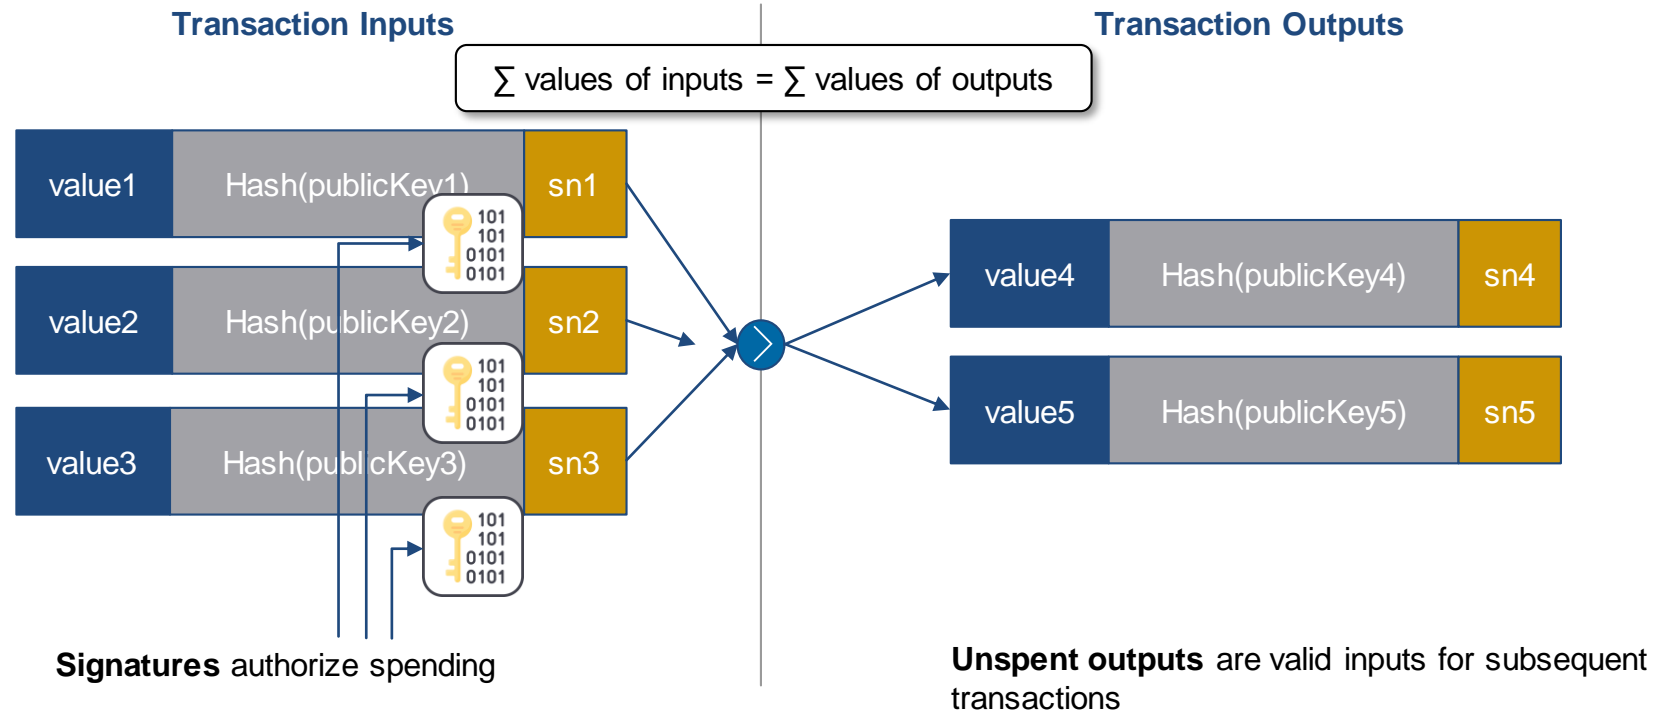 Transaction Inputs
Transaction Outputs
∑ values of inputs = ∑ values of outputs
value1 Hash(publicKey1) sn1
101
101
0101
0101
value2 Hash(publicKey2) sn2
101
101
0101
0101
value3 Hash(publicKey3) sn3
101
101
0101
0101
value4 Hash(publicKey4) sn4
value5 Hash(publicKey5) sn5
Signatures authorize spending
Unspent outputs are valid inputs for subsequent
transactions